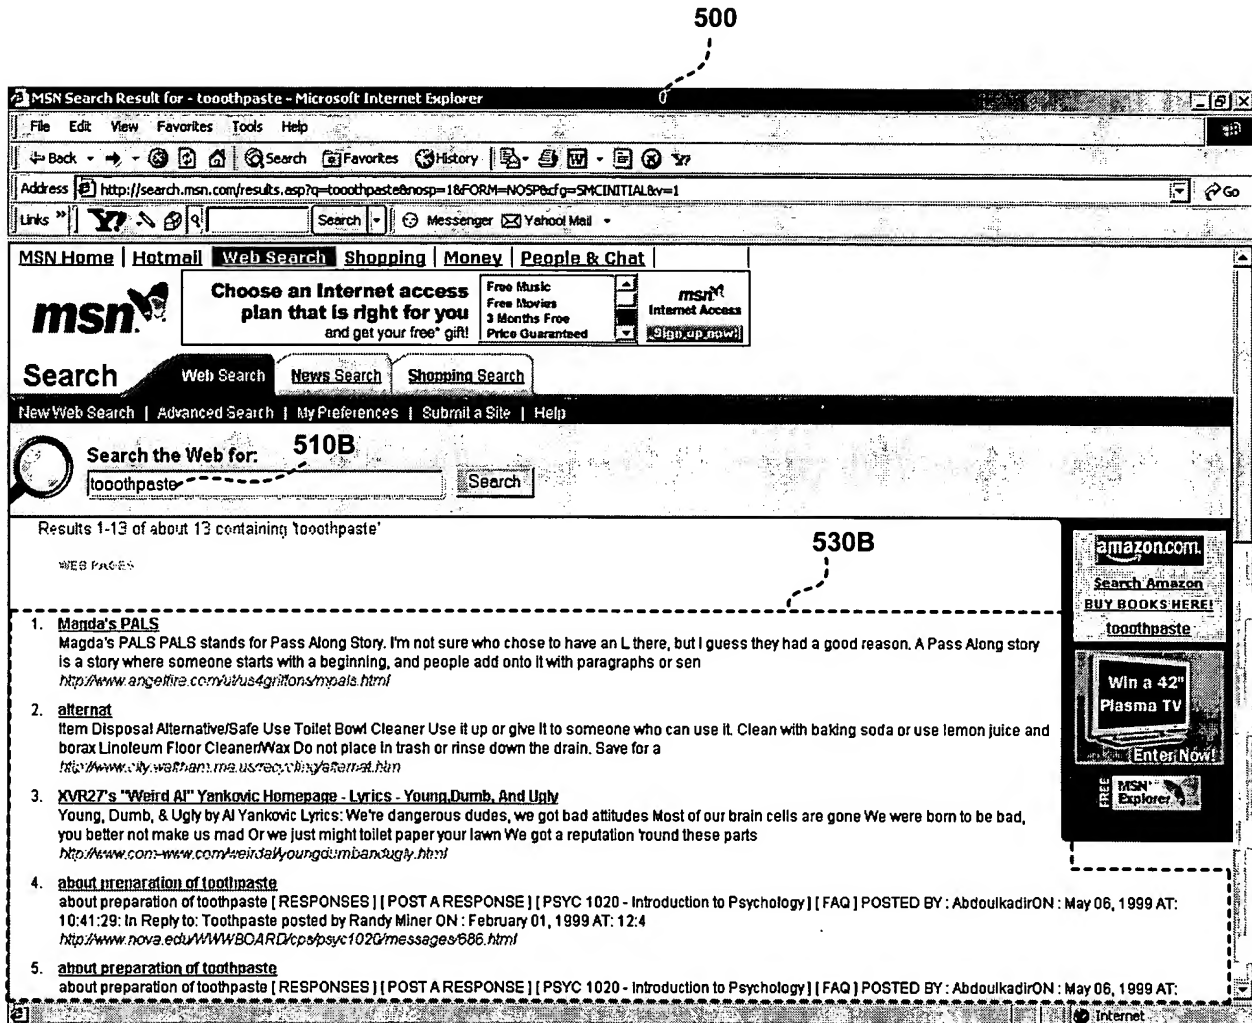 500
MSN Search Result for - tooothpaste - Microsoft Internet Explorer
File Edit View Favorites Tools Help
Back Search Favorites History
Address http://search.msn.com/results.asp?q=tooothpaste&nosp=1&FORM=NOSP&cfg=SMCINITIAL&v=1 Go
Links » Y! Search Messenger Yahoo! Mail
MSN Home | Hotmail Web Search Shopping | Money | People & Chat |
msn
Choose an Internet access
plan that is right for you
and get your free* gift!
Free Music
Free Movies
3 Months Free
Price Guaranteed
msn
Internet Access
Sign up now!
Search Web Search News Search Shopping Search
New Web Search | Advanced Search | My Preferences | Submit a Site | Help
Search the Web for: 510B
tooothpaste Search
Results 1-13 of about 13 containing 'tooothpaste'
WEB PAGES
530B
amazon.com.
Search Amazon
BUY BOOKS HERE!
tooothpaste
Win a 42"
Plasma TV
Enter Now!
FREE MSN Explorer
1. Magda's PALS
Magda's PALS PALS stands for Pass Along Story. I'm not sure who chose to have an L there, but I guess they had a good reason. A Pass Along story
is a story where someone starts with a beginning, and people add onto it with paragraphs or sen
http://www.angelfire.com/ut/us4griffons/mpals.html
2. alternat
Item Disposal Alternative/Safe Use Toilet Bowl Cleaner Use it up or give it to someone who can use it. Clean with baking soda or use lemon juice and
borax Linoleum Floor Cleaner/Wax Do not place in trash or rinse down the drain. Save for a
http://www.city.waltham.ma.us/recycling/alternat.htm
3. XVR27's "Weird Al" Yankovic Homepage - Lyrics - Young,Dumb, And Ugly
Young, Dumb, & Ugly by Al Yankovic Lyrics: We're dangerous dudes, we got bad attitudes Most of our brain cells are gone We were born to be bad,
you better not make us mad Or we just might toilet paper your lawn We got a reputation 'round these parts
http://www.com-www.com/weirdal/youngdumbandugly.html
4. about preparation of toothpaste
about preparation of toothpaste [ RESPONSES ] [ POST A RESPONSE ] [ PSYC 1020 - Introduction to Psychology ] [ FAQ ] POSTED BY : AbdoulkadirON : May 06, 1999 AT:
10:41:29: In Reply to: Toothpaste posted by Randy Miner ON : February 01, 1999 AT: 12:4
http://www.nova.edu/WWWBOARD/cps/psyc1020/messages/686.html
5. about preparation of toothpaste
about preparation of toothpaste [ RESPONSES ] [ POST A RESPONSE ] [ PSYC 1020 - Introduction to Psychology ] [ FAQ ] POSTED BY : AbdoulkadirON : May 06, 1999 AT:
Internet